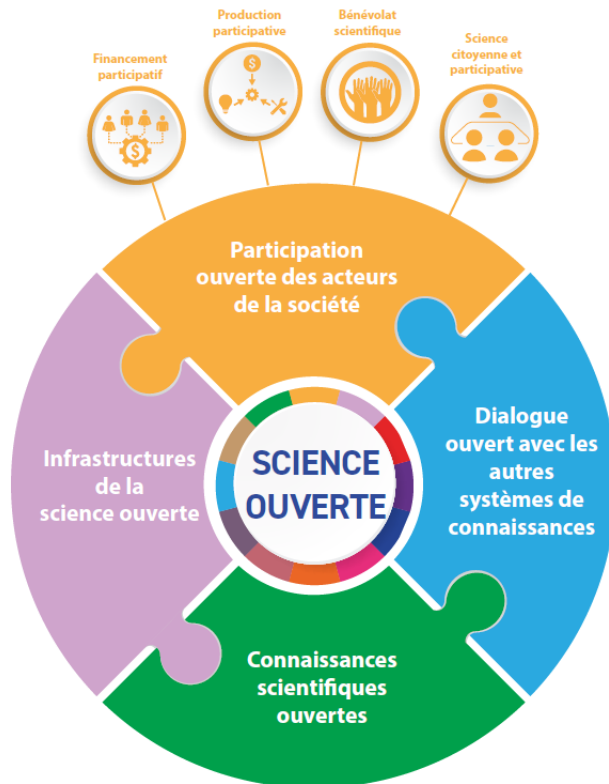 Financement
participatif
Production
participative
Bénévolat
scientifique
Science
citoyenne et
participative
Participation
ouverte des acteurs
de la société
Infrastructures
de la
science ouverte
SCIENCE
OUVERTE
Dialogue
ouvert avec les
autres
systèmes de
connaissances
Connaissances
scientifiques
ouvertes